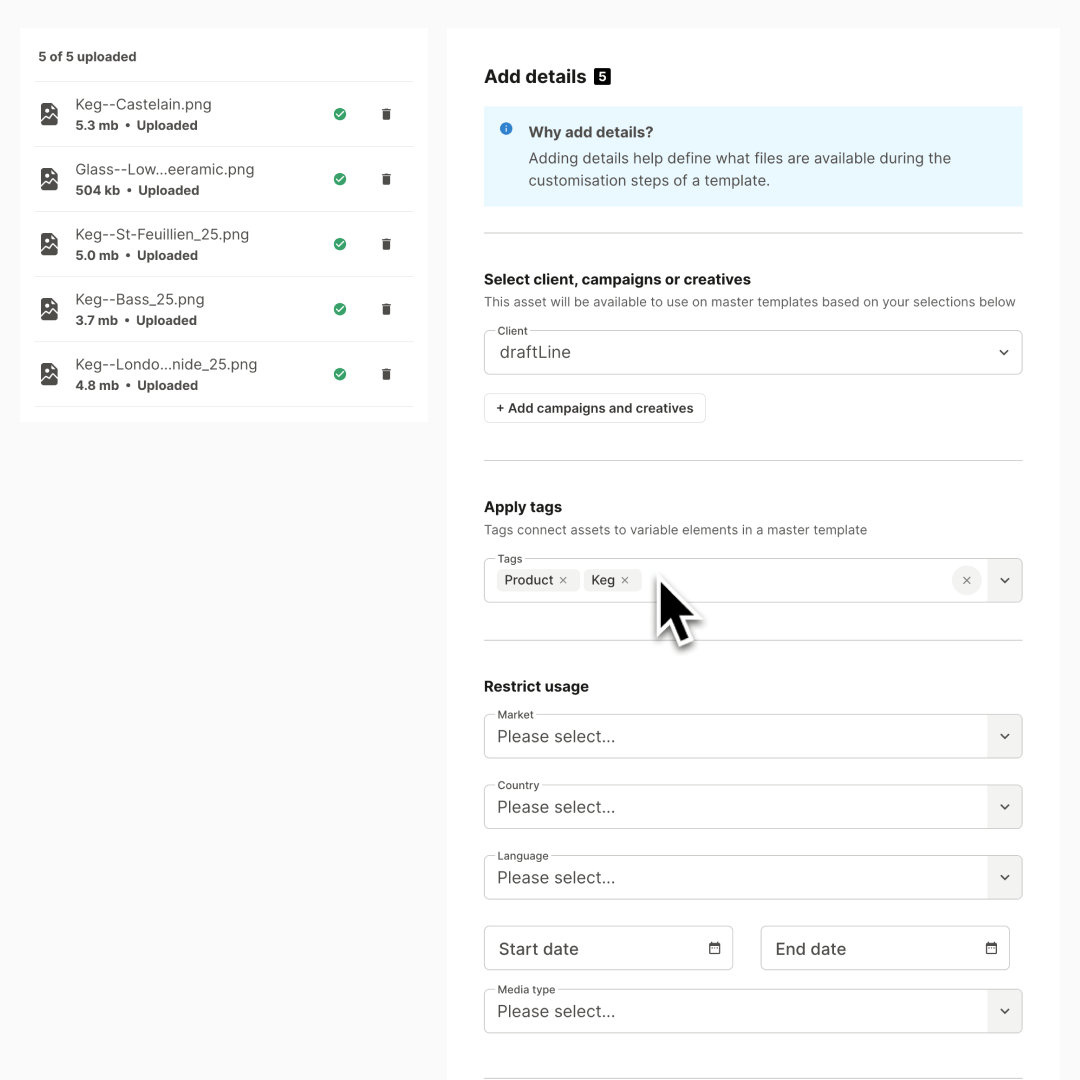 5 of 5 uploaded
Keg--Castelain.png
5.3 mb • Uploaded
Glass--Low...eeramic.png
504 kb • Uploaded
Keg--St-Feuillien_25.png
5.0 mb • Uploaded
Keg--Bass_25.png
3.7 mb • Uploaded
Keg--Londo...nide_25.png
4.8 mb • Uploaded
Add details 5
Why add details?
Adding details help define what files are available during the
customisation steps of a template.
Select client, campaigns or creatives
This asset will be available to use on master templates based on your selections below
Client
draftLine
+ Add campaigns and creatives
Apply tags
Tags connect assets to variable elements in a master template
Tags
Product × Keg ×
Restrict usage
Market
Please select...
Country
Please select...
Language
Please select...
Start date End date
Media type
Please select...